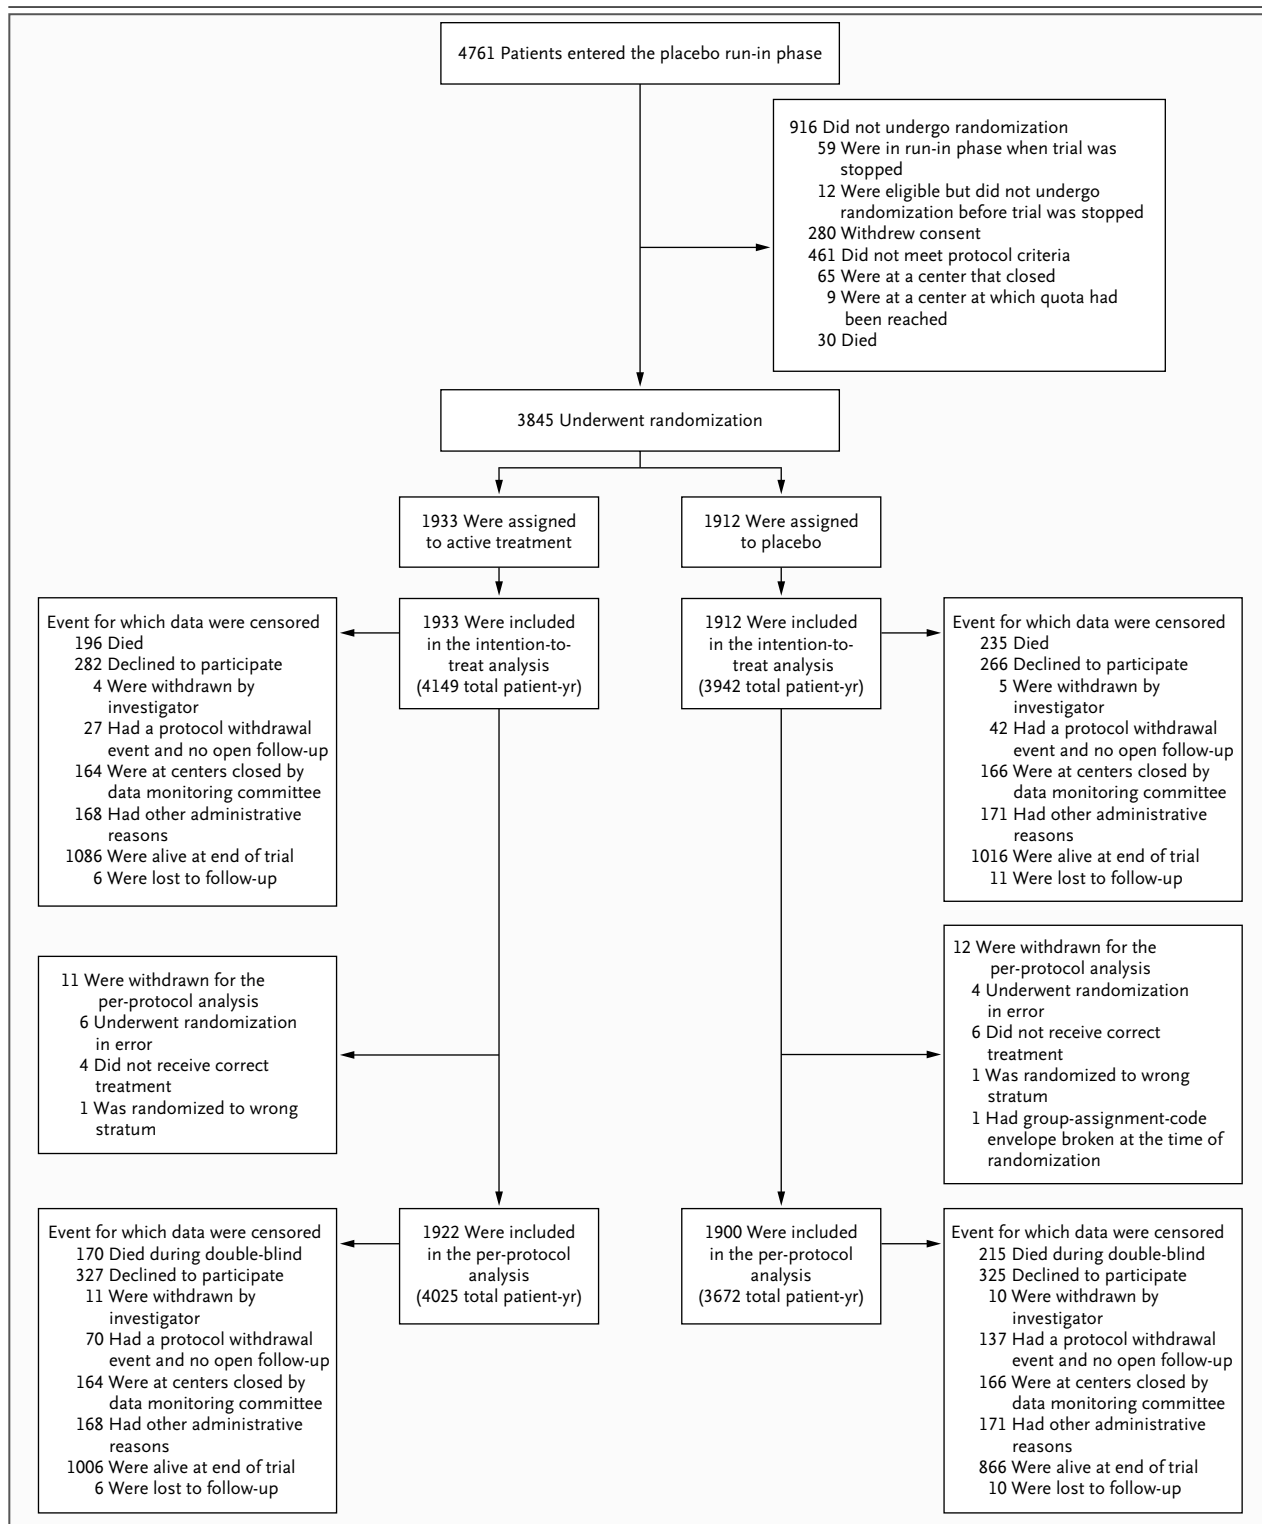 4761 Patients entered the placebo run-in phase
916 Did not undergo randomization
59 Were in run-in phase when trial was
stopped
12 Were eligible but did not undergo
randomization before trial was stopped
280 Withdrew consent
461 Did not meet protocol criteria
65 Were at a center that closed
9 Were at a center at which quota had
been reached
30 Died
3845 Underwent randomization
1933 Were assigned
to active treatment
1912 Were assigned
to placebo
Event for which data were censored
196 Died
282 Declined to participate
4 Were withdrawn by
investigator
27 Had a protocol withdrawal
event and no open follow-up
164 Were at centers closed by
data monitoring committee
168 Had other administrative
reasons
1086 Were alive at end of trial
6 Were lost to follow-up
1933 Were included
in the intention-to-
treat analysis
(4149 total patient-yr)
1912 Were included
in the intention-to-
treat analysis
(3942 total patient-yr)
Event for which data were censored
235 Died
266 Declined to participate
5 Were withdrawn by
investigator
42 Had a protocol withdrawal
event and no open follow-up
166 Were at centers closed by
data monitoring committee
171 Had other administrative
reasons
1016 Were alive at end of trial
11 Were lost to follow-up
11 Were withdrawn for the
per-protocol analysis
6 Underwent randomization
in error
4 Did not receive correct
treatment
1 Was randomized to wrong
stratum
12 Were withdrawn for the
per-protocol analysis
4 Underwent randomization
in error
6 Did not receive correct
treatment
1 Was randomized to wrong
stratum
1 Had group-assignment-code
envelope broken at the time of
randomization
Event for which data were censored
170 Died during double-blind
327 Declined to participate
11 Were withdrawn by
investigator
70 Had a protocol withdrawal
event and no open follow-up
164 Were at centers closed by
data monitoring committee
168 Had other administrative
reasons
1006 Were alive at end of trial
6 Were lost to follow-up
1922 Were included
in the per-protocol
analysis
(4025 total patient-yr)
1900 Were included
in the per-protocol
analysis
(3672 total patient-yr)
Event for which data were censored
215 Died during double-blind
325 Declined to participate
10 Were withdrawn by
investigator
137 Had a protocol withdrawal
event and no open follow-up
166 Were at centers closed by
data monitoring committee
171 Had other administrative
reasons
866 Were alive at end of trial
10 Were lost to follow-up